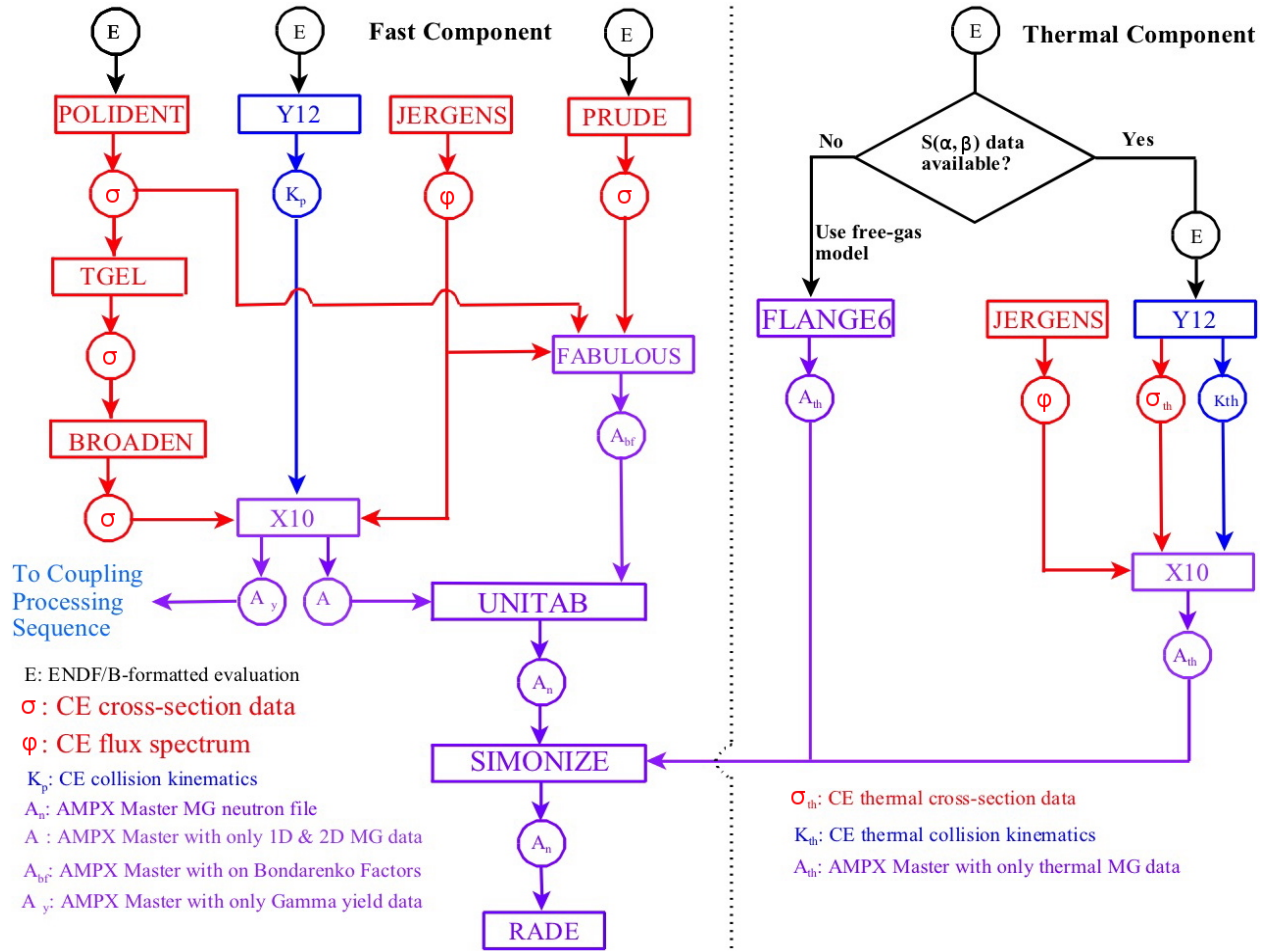 Fast Component
Thermal Component
E
E
E
E
POLIDENT
Y12
JERGENS
PRUDE
No
S(α, β) data
available?
Yes
σ
Kp
φ
σ
Use free-gas
model
E
TGEL
FLANGE6
JERGENS
Y12
σ
FABULOUS
Ath
φ
σth
Kth
BROADEN
Abf
σ
X10
X10
To Coupling
Processing
Sequence
A y
A
UNITAB
Ath
An
SIMONIZE
An
RADE
E: ENDF/B-formatted evaluation
σ: CE cross-section data
φ: CE flux spectrum
Kp: CE collision kinematics
An: AMPX Master MG neutron file
A : AMPX Master with only 1D & 2D MG data
Abf: AMPX Master with on Bondarenko Factors
A y: AMPX Master with only Gamma yield data
σth: CE thermal cross-section data
Kth: CE thermal collision kinematics
Ath: AMPX Master with only thermal MG data